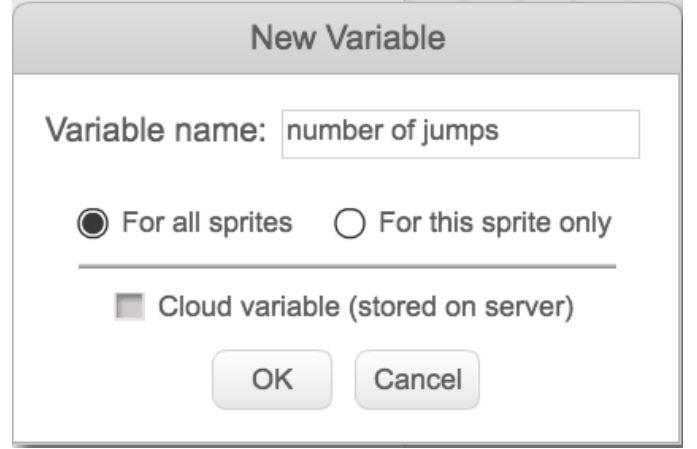 New Variable
Variable name: number of jumps
For all sprites For this sprite only
Cloud variable (stored on server)
OK Cancel